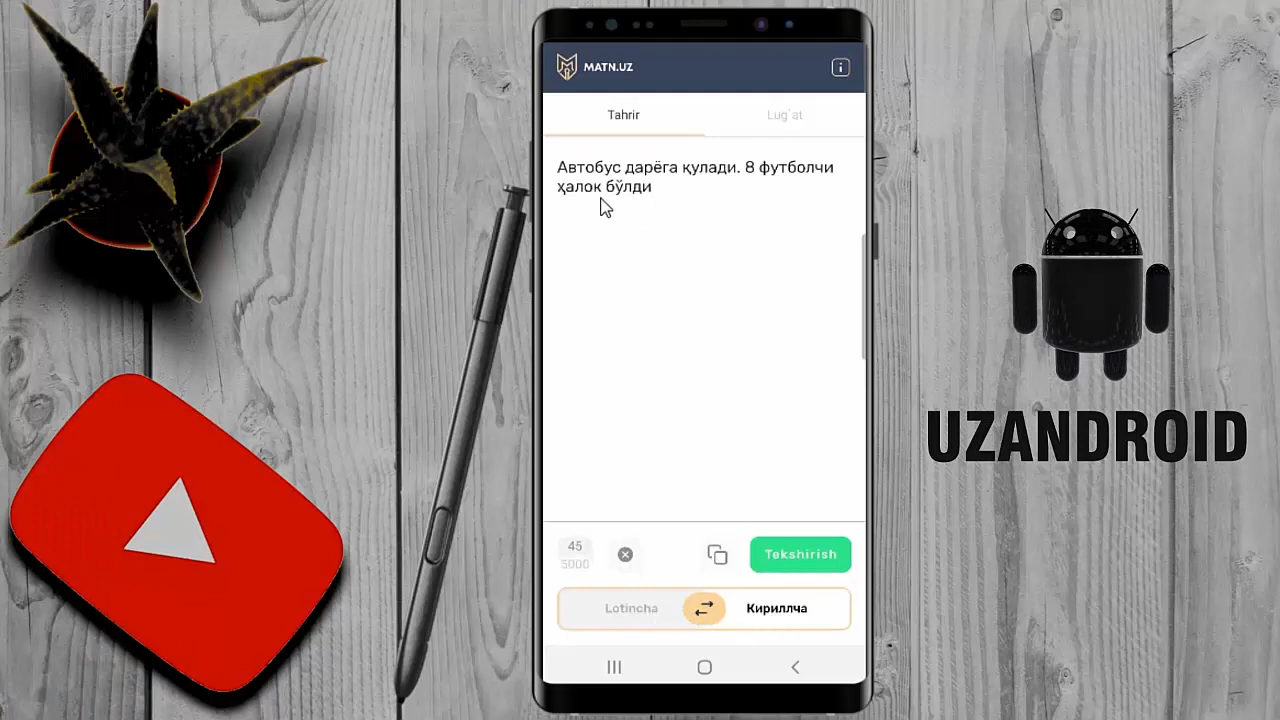 MATN.UZ
Tahrir
Lug`at
Автобус дарёга қулади. 8 футболчи
ҳалок бўлди
45
5000
Tekshirish
Lotincha
Кириллча
UZANDROID